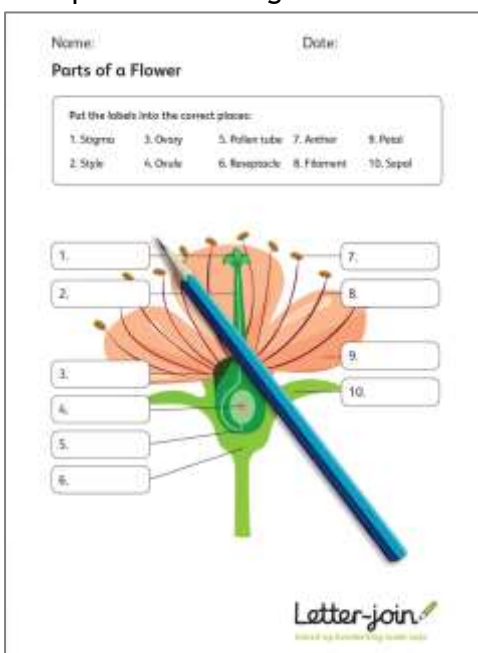 Name: Date:
Parts of a Flower
Put the labels into the correct places:
1. Stigma 3. Ovary 5. Pollen tube 7. Anther 9. Petal
2. Style 4. Ovule 6. Receptacle 8. Filament 10. Sepal
1. 7.
2. 8.
9.
3.
10.
4.
5.
6.
Letter-join